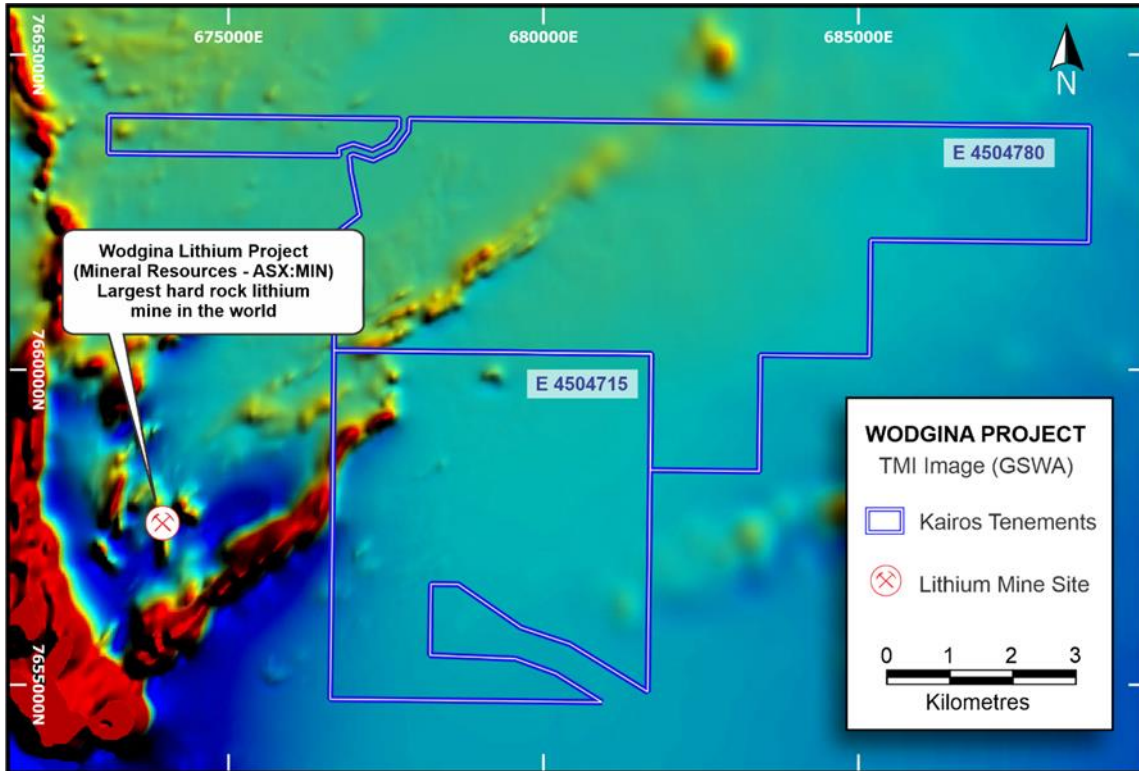 675000E
680000E
685000E
7665000N
N
E 4504780
Wodgina Lithium Project
(Mineral Resources - ASX:MIN)
Largest hard rock lithium
mine in the world
7660000N
E 4504715
WODGINA PROJECT
TMI Image (GSWA)
Kairos Tenements
Lithium Mine Site
7655000N
0 1 2 3
Kilometres